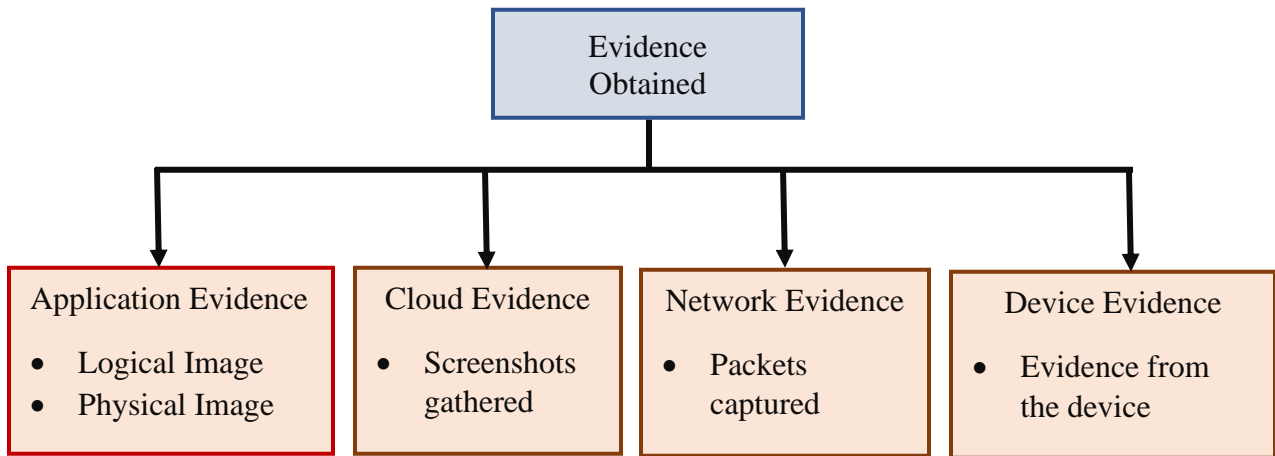 Evidence
Obtained
Application Evidence
• Logical Image
• Physical Image
Cloud Evidence
• Screenshots
gathered
Network Evidence
• Packets
captured
Device Evidence
• Evidence from
the device